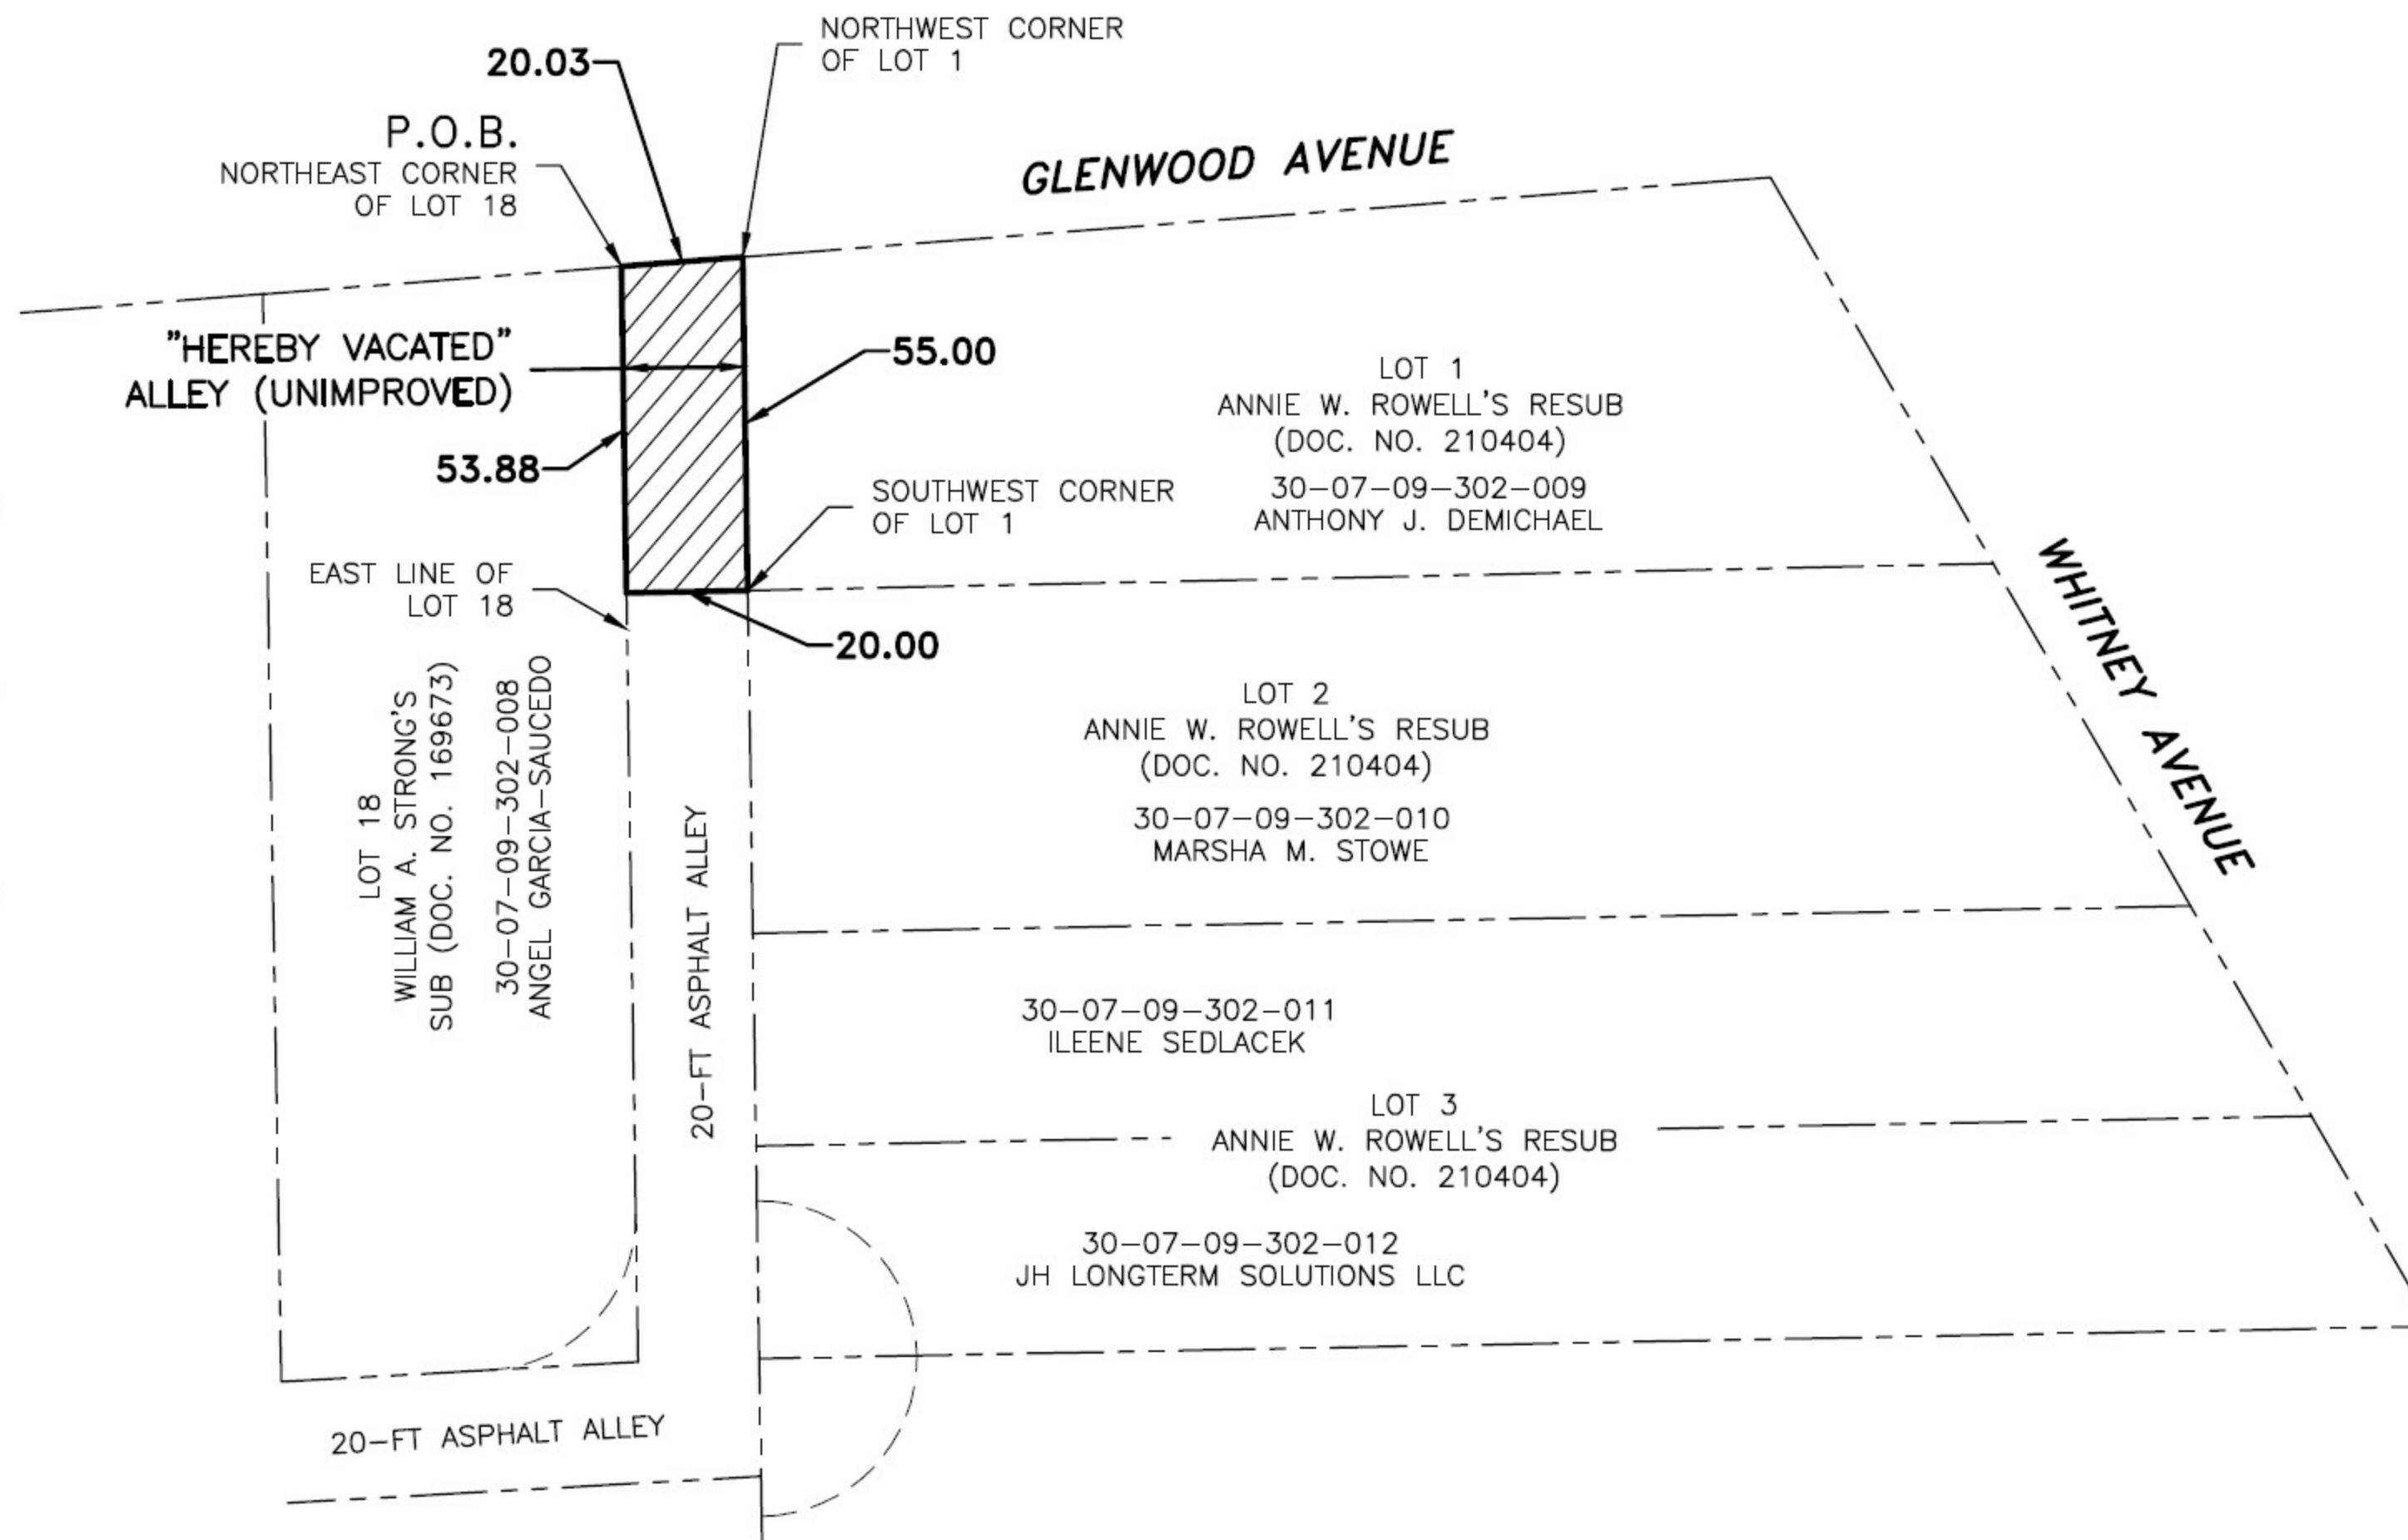 NORTHWEST CORNER
OF LOT 1
20.03
P.O.B.
NORTHEAST CORNER
OF LOT 18
GLENWOOD AVENUE
"HEREBY VACATED"
ALLEY (UNIMPROVED)
55.00
53.88
LOT 1
ANNIE W. ROWELL'S RESUB
(DOC. NO. 210404)
30-07-09-302-009
ANTHONY J. DEMICHAEL
SOUTHWEST CORNER
OF LOT 1
EAST LINE OF
LOT 18
20.00
WHITNEY AVENUE
LOT 18
WILLIAM A. STRONG'S
SUB (DOC. NO. 169673)
30-07-09-302-008
ANGEL GARCIA-SAUCEDO
20-FT ASPHALT ALLEY
LOT 2
ANNIE W. ROWELL'S RESUB
(DOC. NO. 210404)
30-07-09-302-010
MARSHA M. STOWE
30-07-09-302-011
ILEENE SEDLACEK
LOT 3
ANNIE W. ROWELL'S RESUB
(DOC. NO. 210404)
30-07-09-302-012
JH LONGTERM SOLUTIONS LLC
20-FT ASPHALT ALLEY